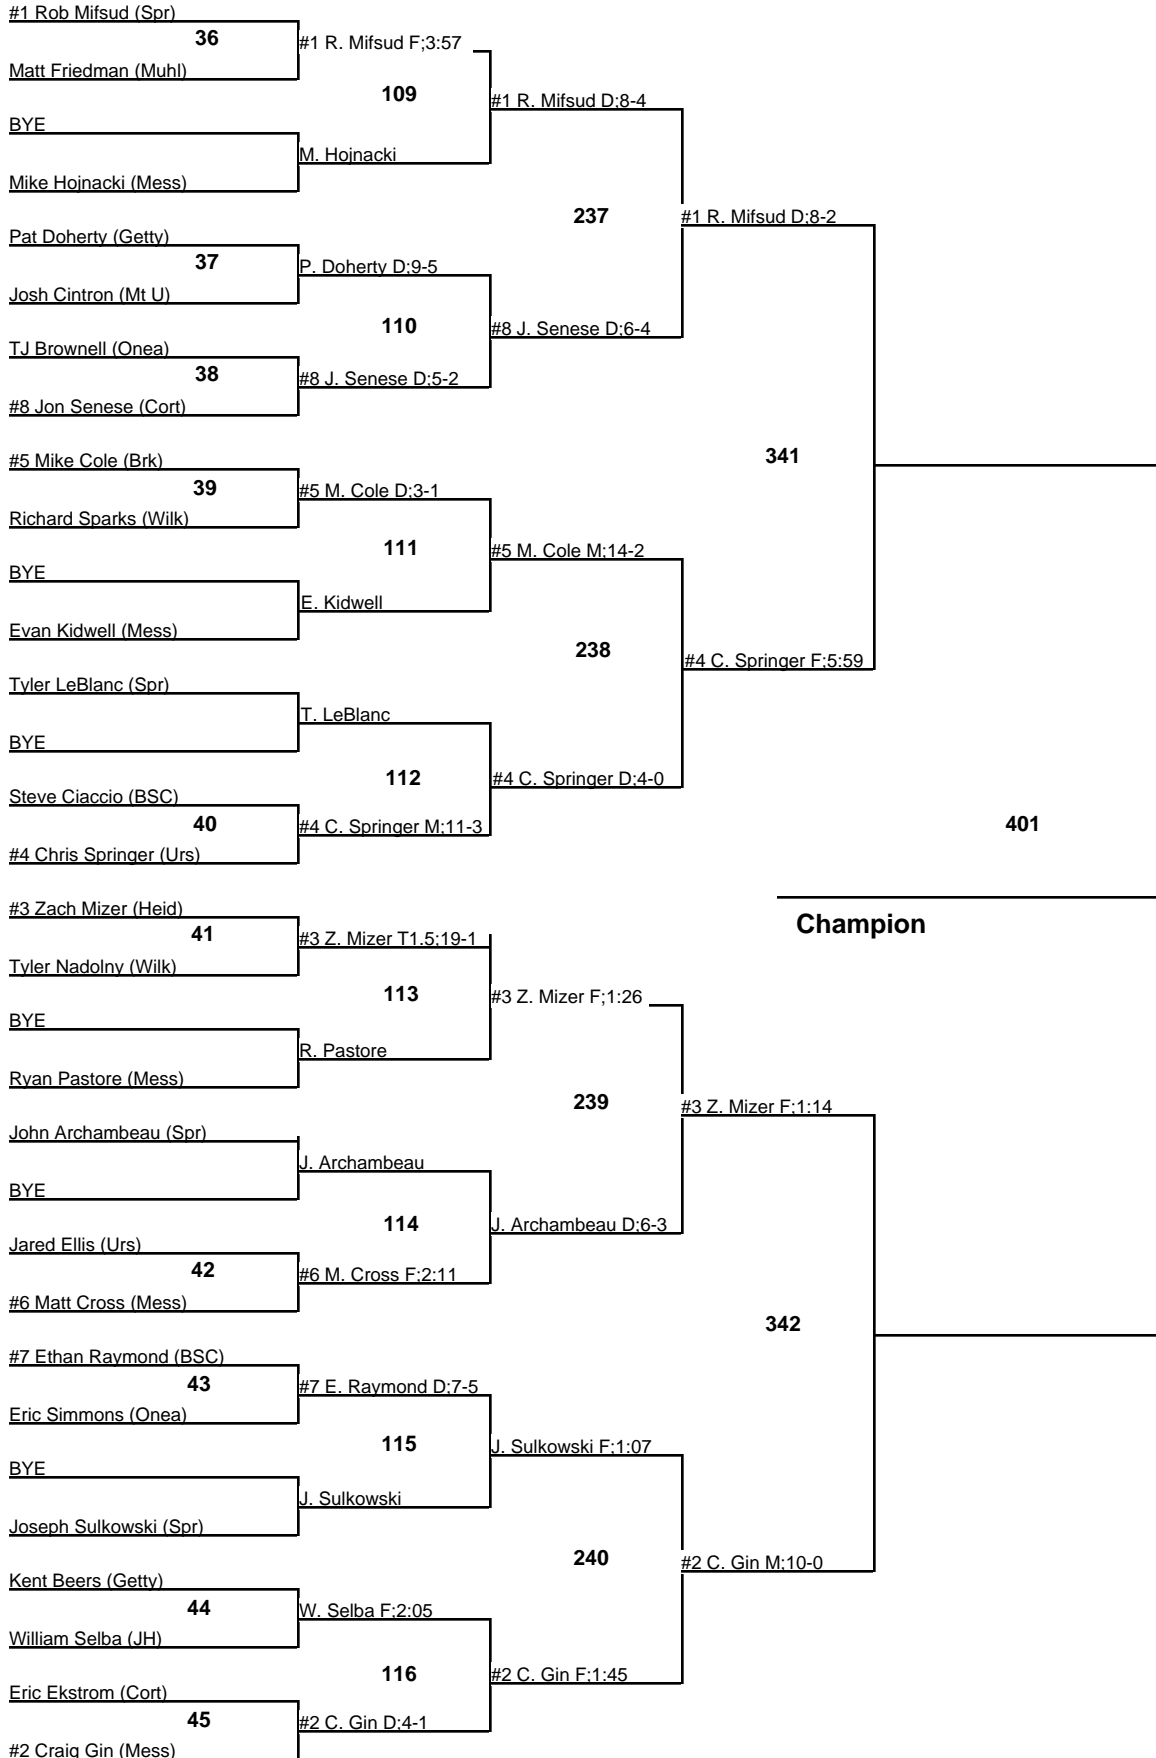 #1 Rob Mifsud (Spr)
36
#1 R. Mifsud F;3:57
Matt Friedman (Muhl)
109
#1 R. Mifsud D;8-4
BYE
M. Hojnacki
Mike Hojnacki (Mess)
237
#1 R. Mifsud D;8-2
Pat Doherty (Getty)
37
P. Doherty D;9-5
Josh Cintron (Mt U)
110
#8 J. Senese D;6-4
TJ Brownell (Onea)
38
#8 J. Senese D;5-2
#8 Jon Senese (Cort)
341
#5 Mike Cole (Brk)
39
#5 M. Cole D;3-1
Richard Sparks (Wilk)
111
#5 M. Cole M;14-2
BYE
E. Kidwell
Evan Kidwell (Mess)
238
#4 C. Springer F;5:59
Tyler LeBlanc (Spr)
T. LeBlanc
BYE
112
#4 C. Springer D;4-0
Steve Ciaccio (BSC)
40
#4 C. Springer M;11-3
401
#4 Chris Springer (Urs)
#3 Zach Mizer (Heid)
Champion
41
#3 Z. Mizer T1.5;19-1
Tyler Nadolny (Wilk)
113
#3 Z. Mizer F;1:26
BYE
R. Pastore
Ryan Pastore (Mess)
239
#3 Z. Mizer F;1:14
John Archambeau (Spr)
J. Archambeau
BYE
114
J. Archambeau D;6-3
Jared Ellis (Urs)
42
#6 M. Cross F;2:11
#6 Matt Cross (Mess)
342
#7 Ethan Raymond (BSC)
43
#7 E. Raymond D;7-5
Eric Simmons (Onea)
115
J. Sulkowski F;1:07
BYE
J. Sulkowski
Joseph Sulkowski (Spr)
240
#2 C. Gin M;10-0
Kent Beers (Getty)
44
W. Selba F;2:05
William Selba (JH)
116
#2 C. Gin F;1:45
Eric Ekstrom (Cort)
45
#2 C. Gin D;4-1
#2 Craig Gin (Mess)